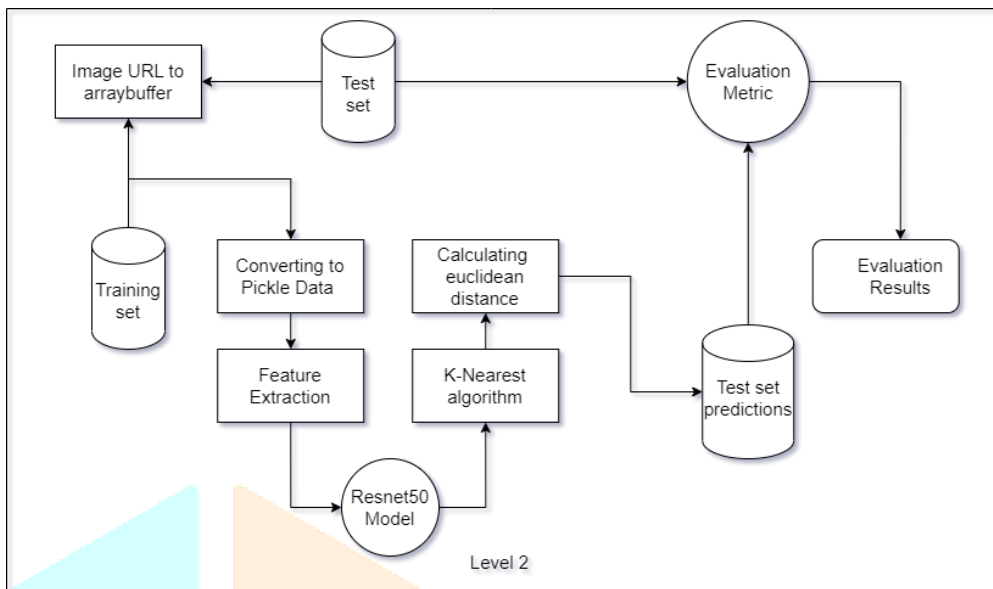 Image URL to
arraybuffer
Test
set
Evaluation
Metric
Training
set
Converting to
Pickle Data
Calculating
euclidean
distance
Evaluation
Results
Feature
Extraction
K-Nearest
algorithm
Test set
predictions
Resnet50
Model
Level 2